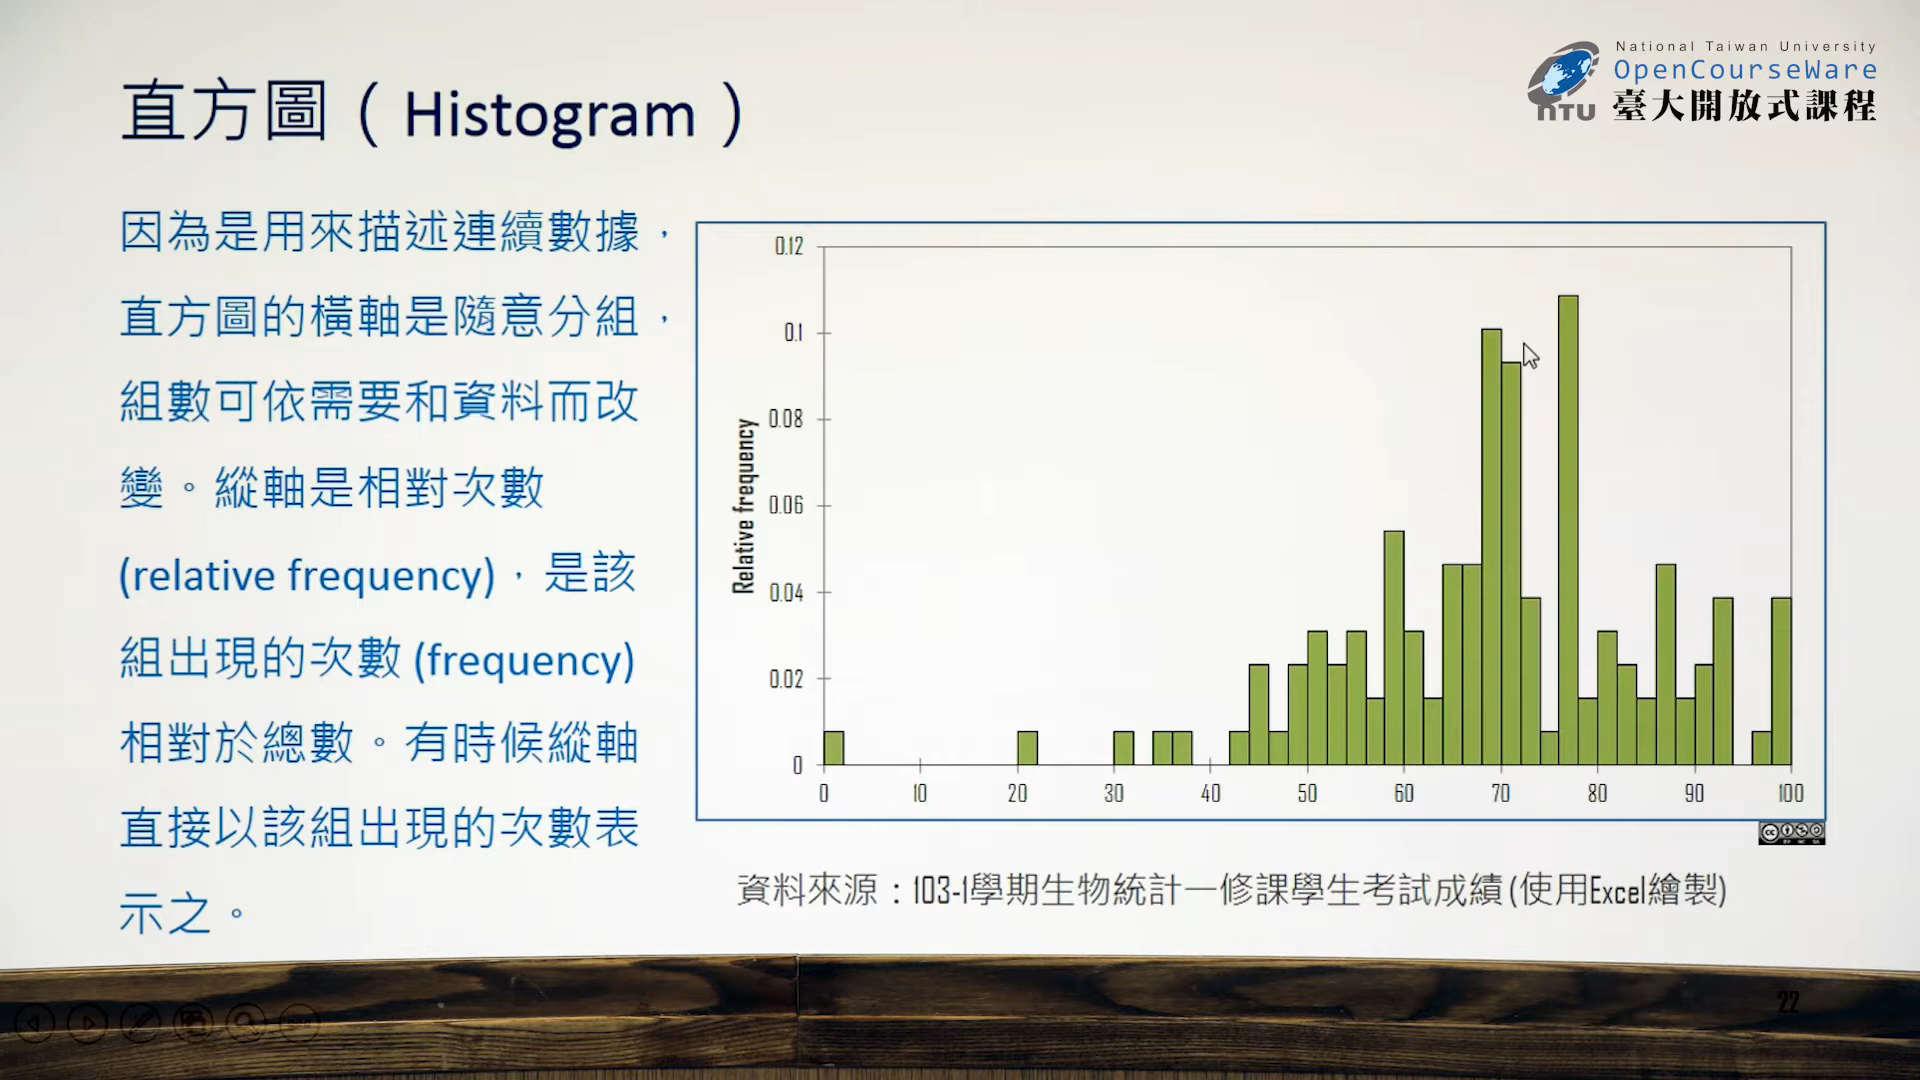 National Taiwan University
OpenCourseWare
臺大開放式課程
NTU
直方圖（Histogram）
因為是用來描述連續數據，
直方圖的橫軸是隨意分組，
組數可依需要和資料而改
變。縱軸是相對次數
(relative frequency)，是該
組出現的次數 (frequency)
相對於總數。有時候縱軸
直接以該組出現的次數表
示之。
Relative frequency
0.12
0.1
0.08
0.06
0.04
0.02
0
0 10 20 30 40 50 60 70 80 90 100
資料來源：103-1學期生物統計一修課學生考試成績 (使用Excel繪製)
22